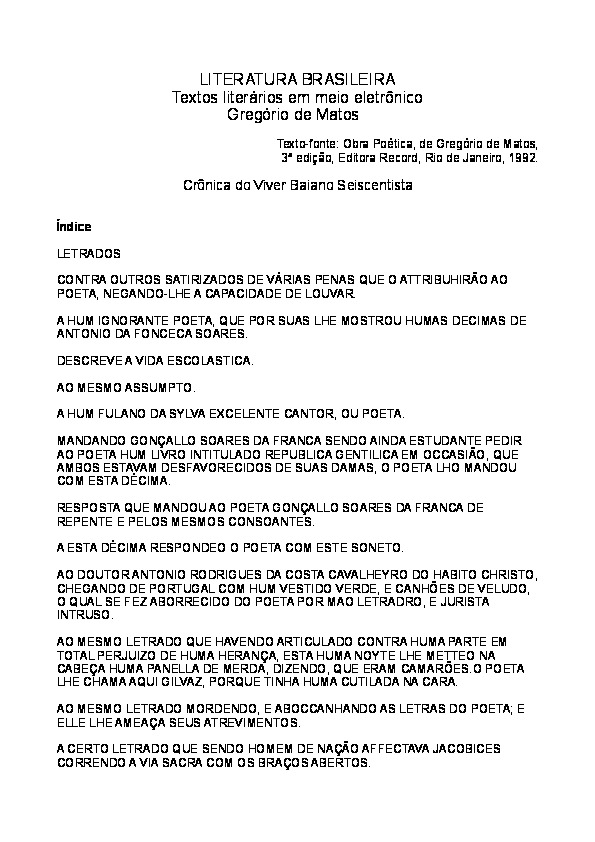 LITERATURA BRASILEIRA
Textos literários em meio eletrônico
Gregório de Matos
Texto-fonte: Obra Poética, de Gregório de Matos,
3ª edição, Editora Record, Rio de Janeiro, 1992.
Crônica do Viver Baiano Seiscentista
Índice
LETRADOS
CONTRA OUTROS SATIRIZADOS DE VÁRIAS PENAS QUE O ATTRIBUHIRÃO AO
POETA, NEGANDO-LHE A CAPACIDADE DE LOUVAR.
A HUM IGNORANTE POETA, QUE POR SUAS LHE MOSTROU HUMAS DECIMAS DE
ANTONIO DA FONCECA SOARES.
DESCREVE A VIDA ESCOLASTICA.
AO MESMO ASSUMPTO.
A HUM FULANO DA SYLVA EXCELENTE CANTOR, OU POETA.
MANDANDO GONÇALLO SOARES DA FRANCA SENDO AINDA ESTUDANTE PEDIR
AO POETA HUM LIVRO INTITULADO REPUBLICA GENTILICA EM OCCASIÃO, QUE
AMBOS ESTAVAM DESFAVORECIDOS DE SUAS DAMAS, O POETA LHO MANDOU
COM ESTA DÉCIMA.
RESPOSTA QUE MANDOU AO POETA GONÇALLO SOARES DA FRANCA DE
REPENTE E PELOS MESMOS CONSOANTES.
A ESTA DÉCIMA RESPONDEO O POETA COM ESTE SONETO.
AO DOUTOR ANTONIO RODRIGUES DA COSTA CAVALHEYRO DO HABITO CHRISTO,
CHEGANDO DE PORTUGAL COM HUM VESTIDO VERDE, E CANHÕES DE VELUDO,
O QUAL SE FEZ ABORRECIDO DO POETA POR MAO LETRADRO, E JURISTA
INTRUSO.
AO MESMO LETRADO QUE HAVENDO ARTICULADO CONTRA HUMA PARTE EM
TOTAL PERJUIZO DE HUMA HERANÇA, ESTA HUMA NOYTE LHE METTEO NA
CABEÇA HUMA PANELLA DE MERDA, DIZENDO, QUE ERAM CAMARÕES.O POETA
LHE CHAMA AQUI GILVAZ, PORQUE TINHA HUMA CUTILADA NA CARA.
AO MESMO LETRADO MORDENDO, E ABOCCANHANDO AS LETRAS DO POETA; E
ELLE LHE AMEAÇA SEUS ATREVIMENTOS.
A CERTO LETRADO QUE SENDO HOMEM DE NAÇÃO AFFECTAVA JACOBICES
CORRENDO A VIA SACRA COM OS BRAÇOS ABERTOS.